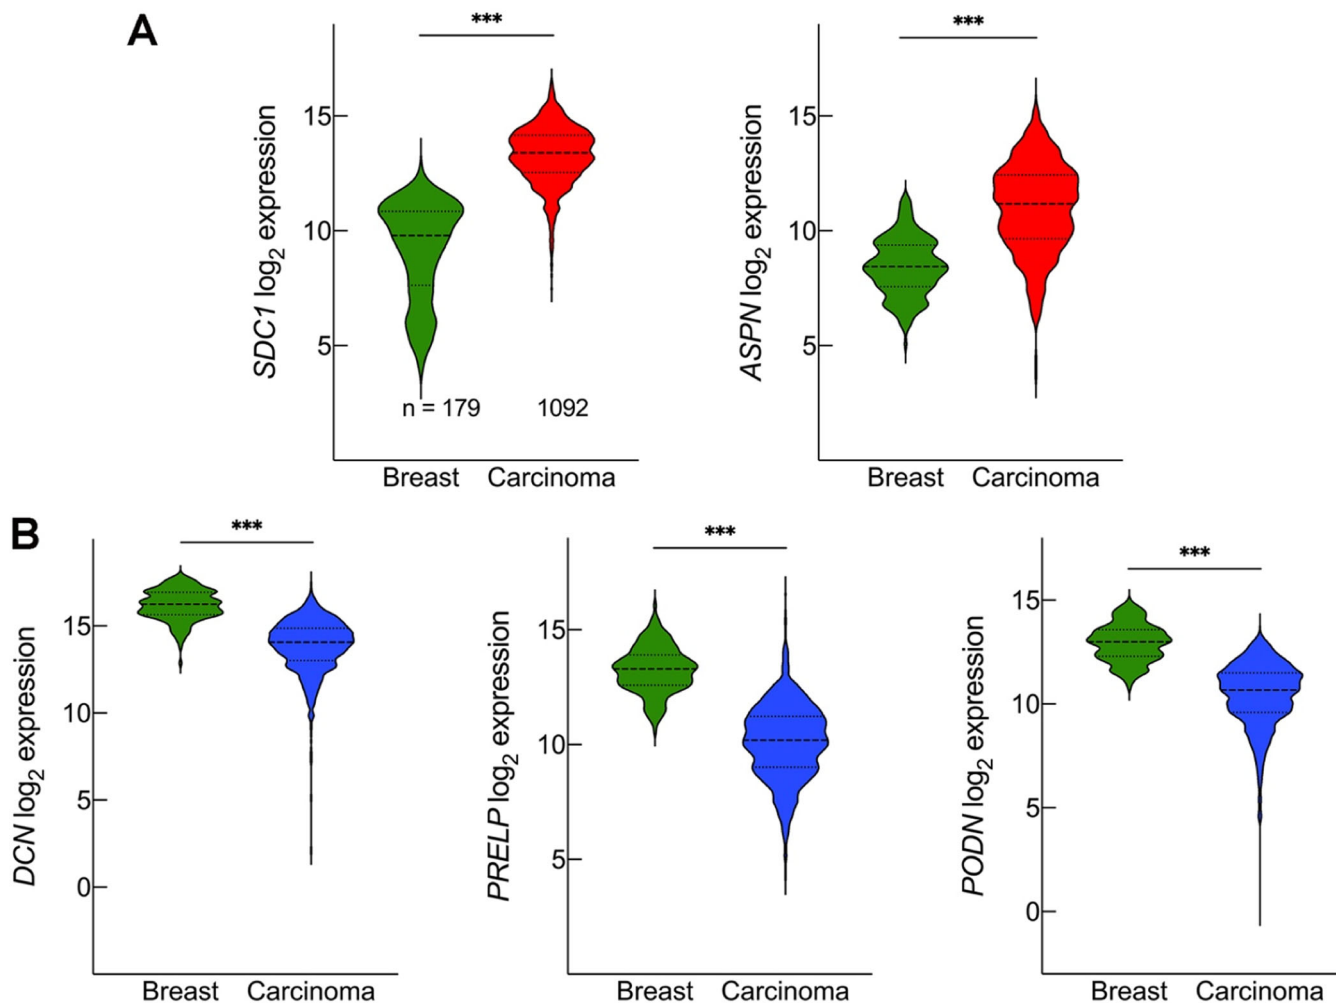 A
***
SDC1 log2 expression
15
10
5
n = 179 1092
Breast Carcinoma
***
ASPN log2 expression
15
10
5
Breast Carcinoma
B
***
DCN log2 expression
15
10
5
0
Breast Carcinoma
***
PRELP log2 expression
15
10
5
Breast Carcinoma
***
PODN log2 expression
15
10
5
0
Breast Carcinoma